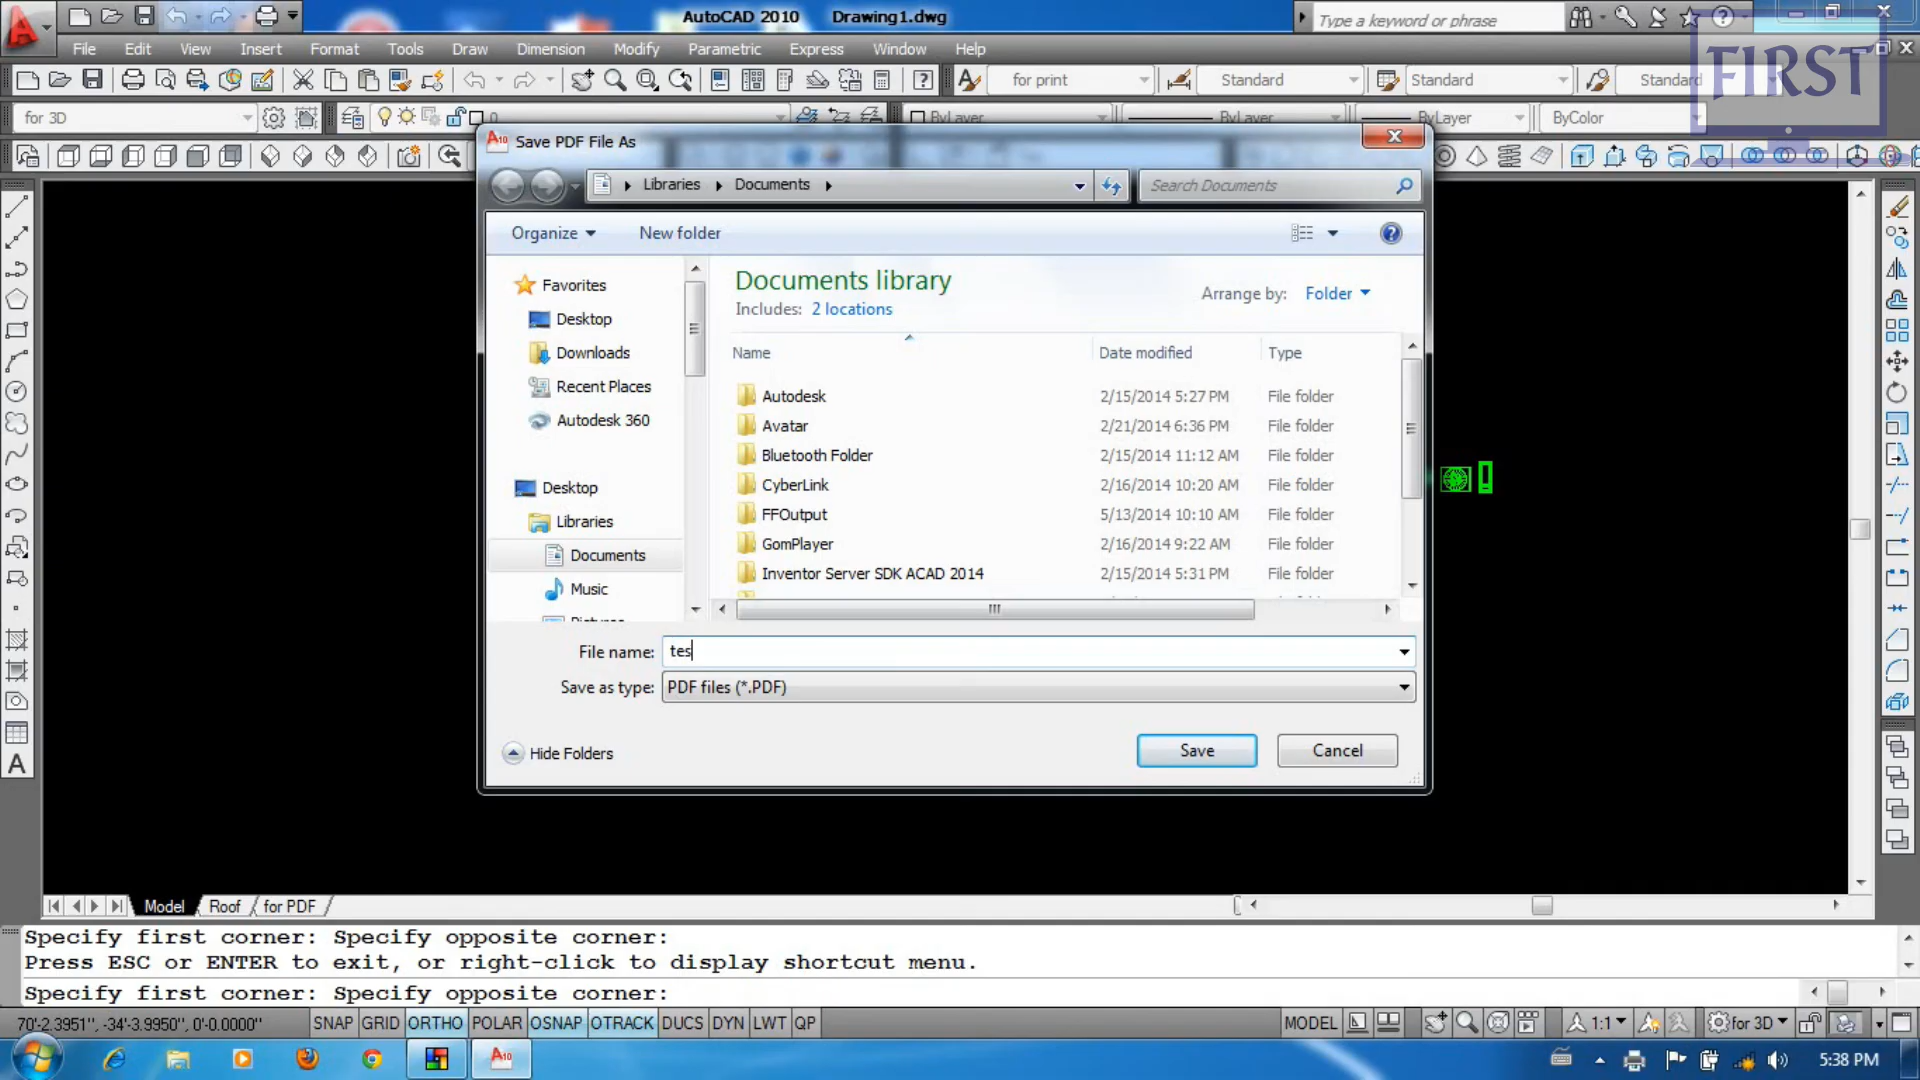 AutoCAD 2010 Drawing1.dwg
Type a keyword or phrase
FIRST
File Edit View Insert Format Tools Draw Dimension Modify Parametric Express Window Help
for print Standard Standard Standard
for 3D 0 ByLayer ByLayer ByLayer ByColor
Save PDF File As
Libraries Documents
Search Documents
Organize New folder
Favorites
Desktop
Downloads
Recent Places
Autodesk 360
Desktop
Libraries
Documents
Music
Pictures
Documents library
Includes: 2 locations
Arrange by: Folder
Name Date modified Type
Autodesk 2/15/2014 5:27 PM File folder
Avatar 2/21/2014 6:36 PM File folder
Bluetooth Folder 2/15/2014 11:12 AM File folder
CyberLink 2/16/2014 10:20 AM File folder
FFOutput 5/13/2014 10:10 AM File folder
GomPlayer 2/16/2014 9:22 AM File folder
Inventor Server SDK ACAD 2014 2/15/2014 5:31 PM File folder
File name: tes
Save as type: PDF files (*.PDF)
Hide Folders Save Cancel
Model Roof for PDF
Specify first corner: Specify opposite corner:
Press ESC or ENTER to exit, or right-click to display shortcut menu.
Specify first corner: Specify opposite corner:
70'-2.3951", -34'-3.9950", 0'-0.0000" SNAP GRID ORTHO POLAR OSNAP OTRACK DUCS DYN LWT QP MODEL 1:1 for 3D
5:38 PM